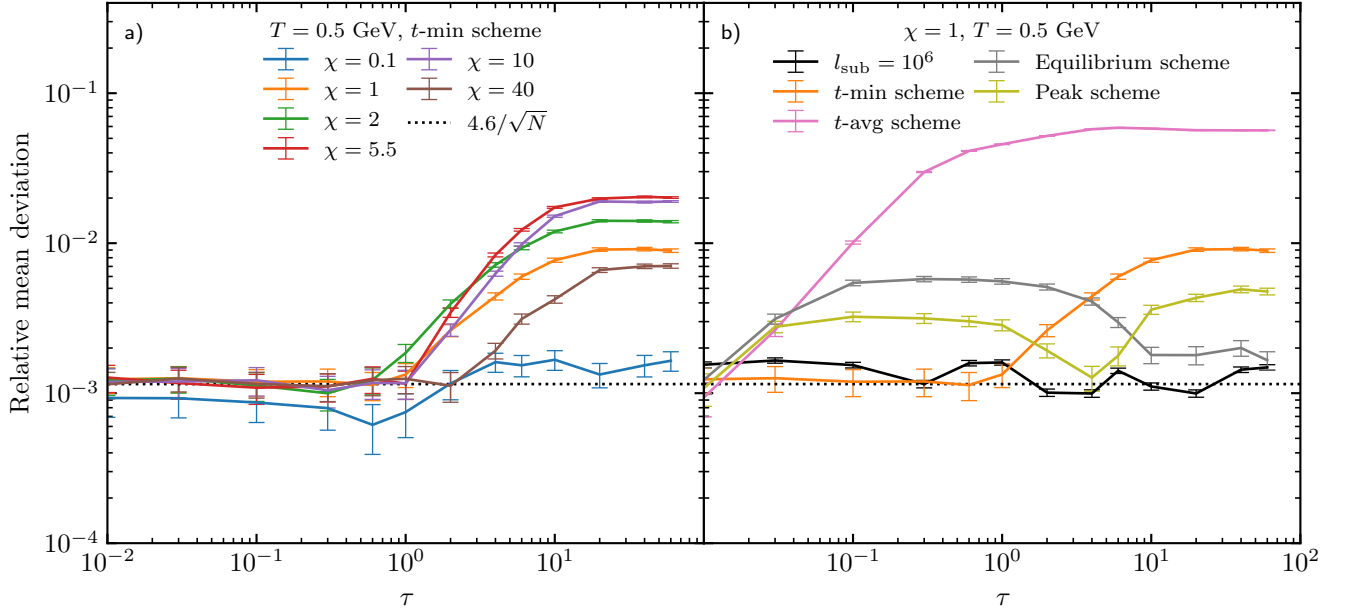 a)
T = 0.5 GeV, t-min scheme
χ = 0.1
χ = 1
χ = 2
χ = 5.5
χ = 10
χ = 40
4.6/√N
b)
χ = 1, T = 0.5 GeV
l_sub = 10^6
t-min scheme
t-avg scheme
Equilibrium scheme
Peak scheme
Relative mean deviation
10^−1
10^−2
10^−3
10^−4
10^−2
10^−1
10^0
10^1
10^−1
10^0
10^1
10^2
τ
τ